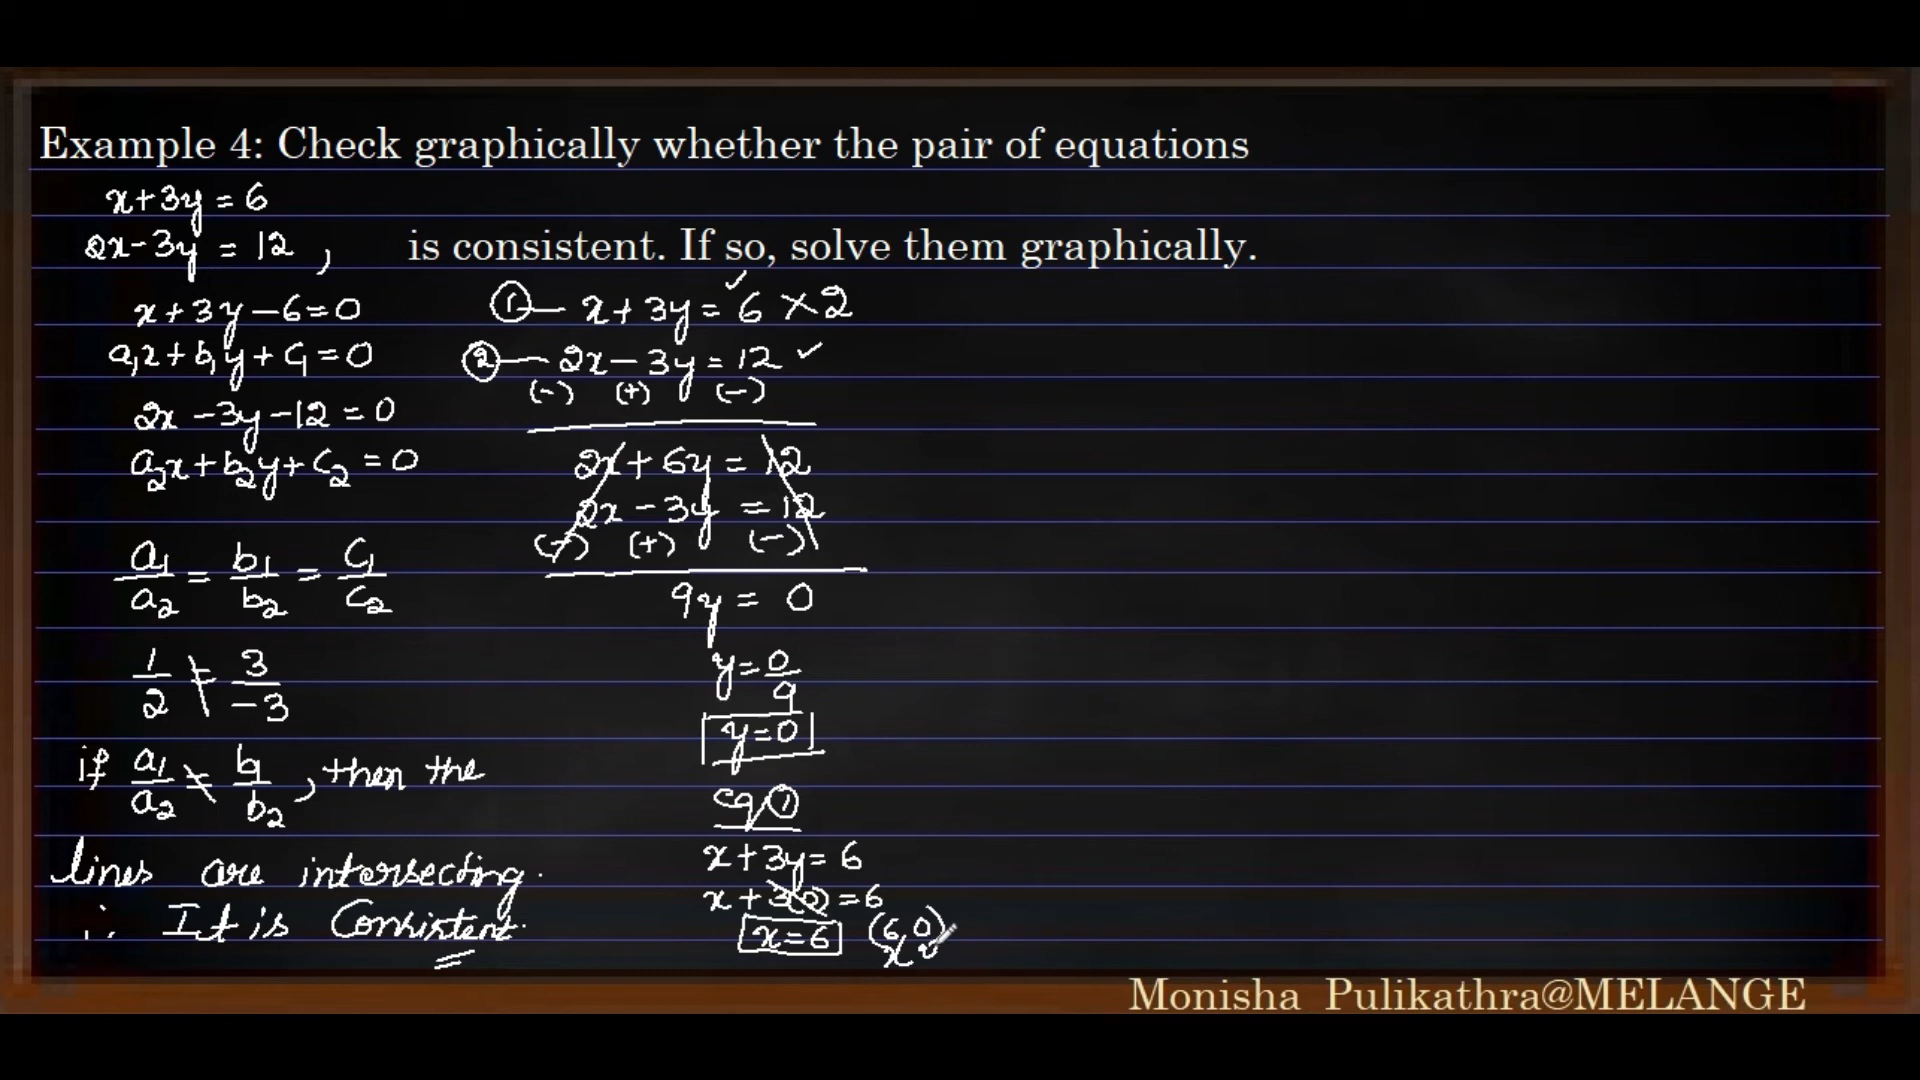 Example 4: Check graphically whether the pair of equations
x+3y = 6
2x-3y = 12 , is consistent. If so, solve them graphically.
x+3y-6=0
a₁x+b₁y+c₁=0
2x-3y-12=0
a₂x+b₂y+c₂=0
a₁/a₂ = b₁/b₂ = c₁/c₂
1/2 ≠ 3/-3
if a₁/a₂ ≠ b₁/b₂, then the
lines are intersecting.
∴ It is Consistent.
① — x+3y = 6 ×2
② — 2x-3y = 12
(-) (+) (-)
2x+6y = 12
2x-3y = 12
(-) (+) (-)
9y = 0
y = 0/9
y=0
eq ①
x+3y=6
x+3(0)=6
x=6 (6,0)
x y
Monisha Pulikathra@MELANGE